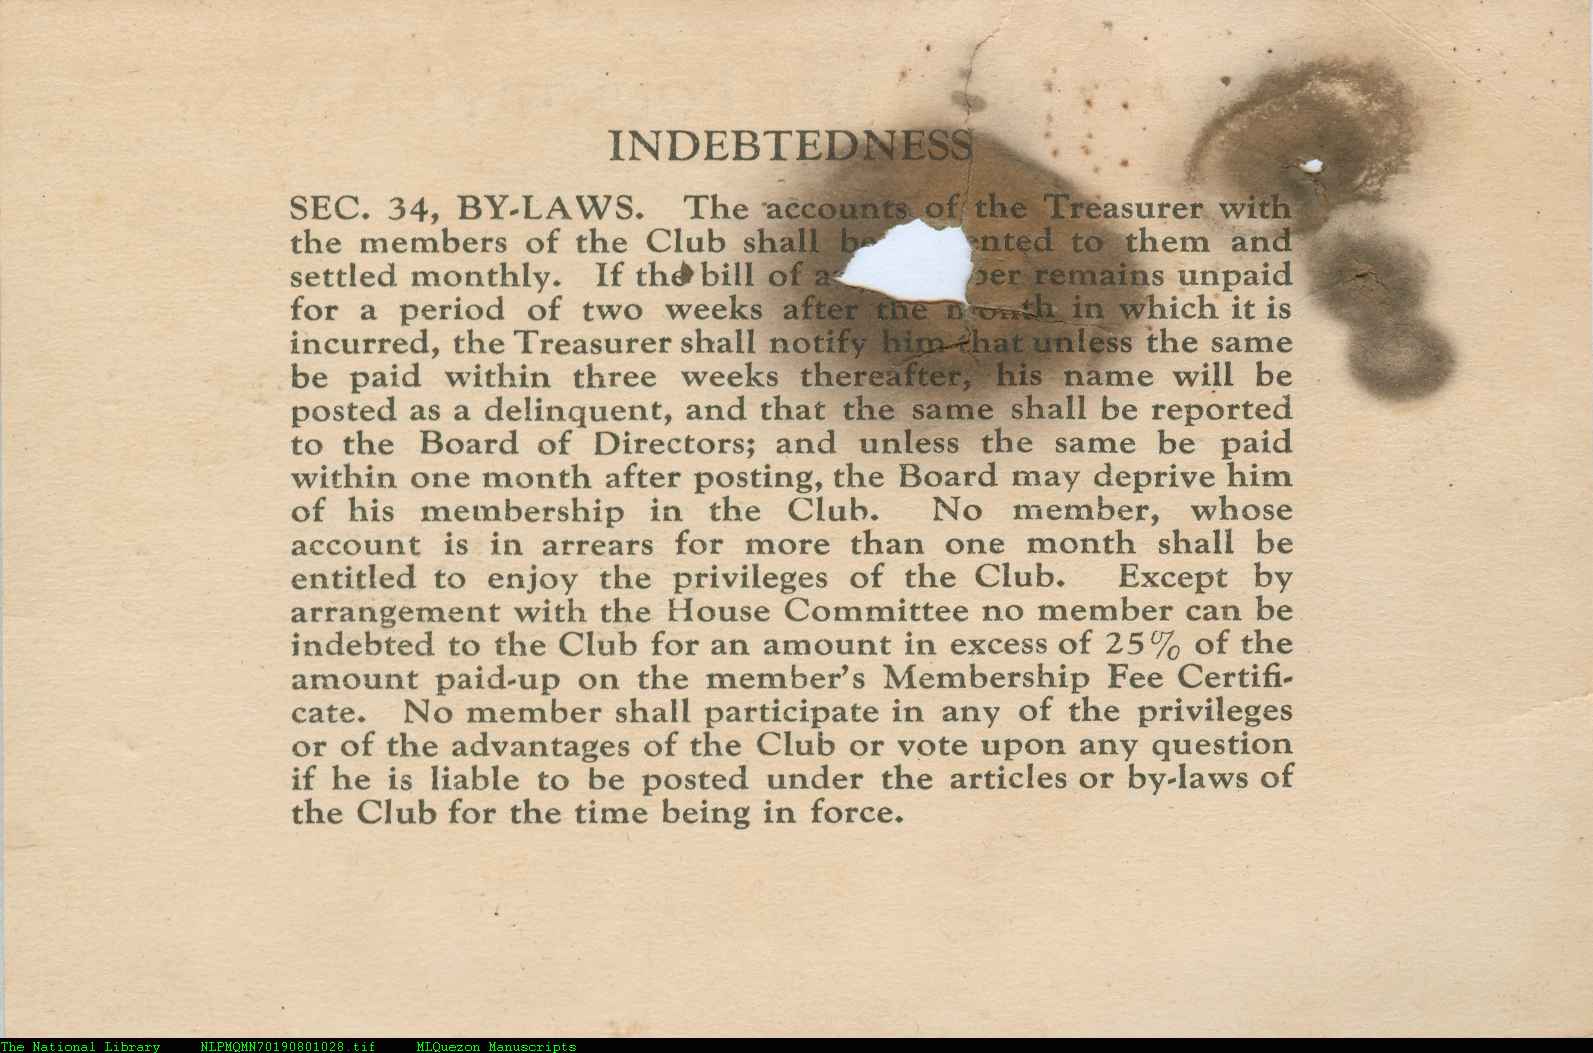 INDEBTEDNESS
SEC. 34, BY-LAWS. The accounts of the Treasurer with
the members of the Club shall be to them and
settled monthly. If the bill of remains unpaid
for a period of two weeks after the month in which it is
incurred, the Treasurer shall notify him that unless the same
be paid within three weeks thereafter, his name will be
posted as a delinquent, and that the same shall be reported
to the Board of Directors; and unless the same be paid
within one month after posting, the Board may deprive him
of his membership in the Club. No member, whose
account is in arrears for more than one month shall be
entitled to enjoy the privileges of the Club. Except by
arrangement with the House Committee no member can be
indebted to the Club for an amount in excess of 25% of the
amount paid-up on the member's Membership Fee Certifi-
cate. No member shall participate in any of the privileges
or of the advantages of the Club or vote upon any question
if he is liable to be posted under the articles or by-laws of
the Club for the time being in force.
The National Library NLPMQMN70190801028.tif MLQuezon Manuscripts